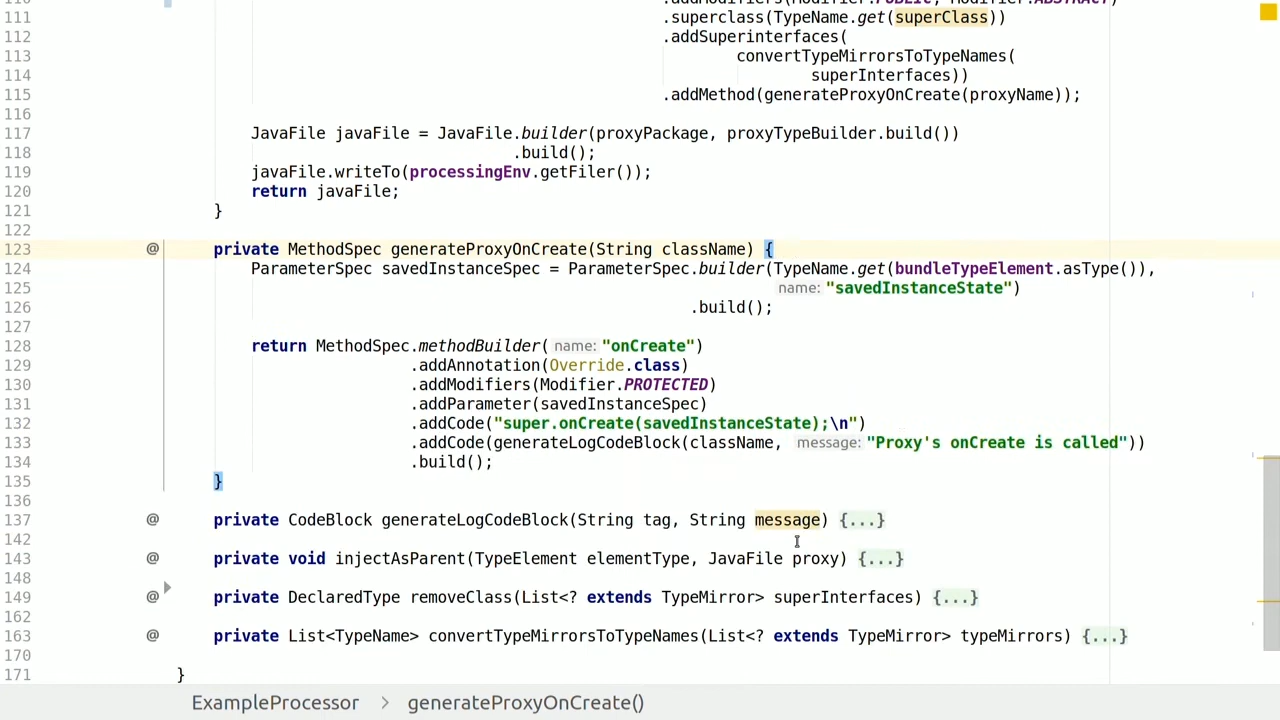 110 .addModifiers(Modifier.PUBLIC, Modifier.ABSTRACT)
111 .superclass(TypeName.get(superClass))
112 .addSuperinterfaces(
113 convertTypeMirrorsToTypeNames(
114 superInterfaces))
115 .addMethod(generateProxyOnCreate(proxyName));
116
117 JavaFile javaFile = JavaFile.builder(proxyPackage, proxyTypeBuilder.build())
118 .build();
119 javaFile.writeTo(processingEnv.getFiler());
120 return javaFile;
121 }
122
123 @ private MethodSpec generateProxyOnCreate(String className) {
124 ParameterSpec savedInstanceSpec = ParameterSpec.builder(TypeName.get(bundleTypeElement.asType()),
125 name: "savedInstanceState")
126 .build();
127
128 return MethodSpec.methodBuilder( name: "onCreate")
129 .addAnnotation(Override.class)
130 .addModifiers(Modifier.PROTECTED)
131 .addParameter(savedInstanceSpec)
132 .addCode("super.onCreate(savedInstanceState);\n")
133 .addCode(generateLogCodeBlock(className, message: "Proxy's onCreate is called"))
134 .build();
135 }
136
137 @ private CodeBlock generateLogCodeBlock(String tag, String message) {...}
142
143 @ private void injectAsParent(TypeElement elementType, JavaFile proxy) {...}
148
149 @ private DeclaredType removeClass(List<? extends TypeMirror> superInterfaces) {...}
162
163 @ private List<TypeName> convertTypeMirrorsToTypeNames(List<? extends TypeMirror> typeMirrors) {...}
170
171 }
ExampleProcessor > generateProxyOnCreate()